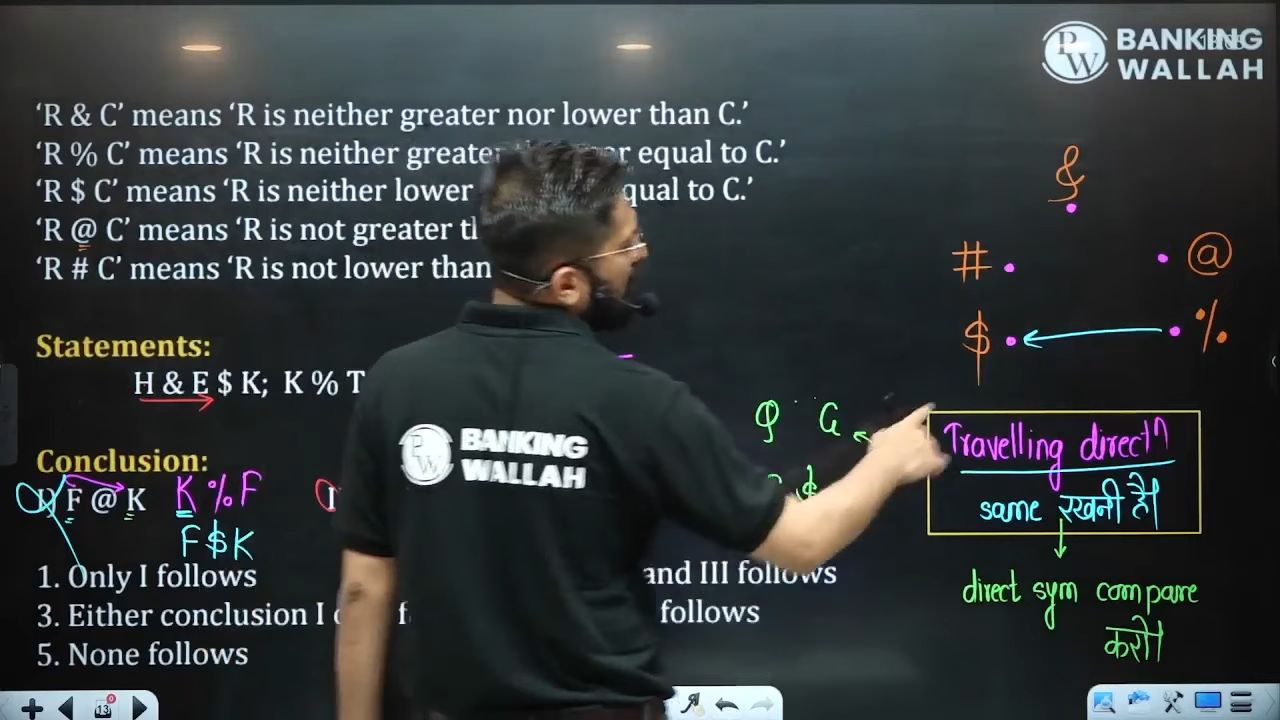 BANKING
WALLAH
'R & C' means 'R is neither greater nor lower than C.'
'R % C' means 'R is neither greater equal to C.'
'R $ C' means 'R is neither lower equal to C.'
'R @ C' means 'R is not greater
'R # C' means 'R is not lower than
&
#
@
$
%
Statements:
H & E $ K; K % T
Q G
Travelling directn
same रखनी है।
Conclusion:
F @ K
K % F
F $ K
$
direct sym compare
करो।
1. Only I follows
and III follows
3. Either conclusion I
follows
5. None follows
BANKING
WALLAH
13